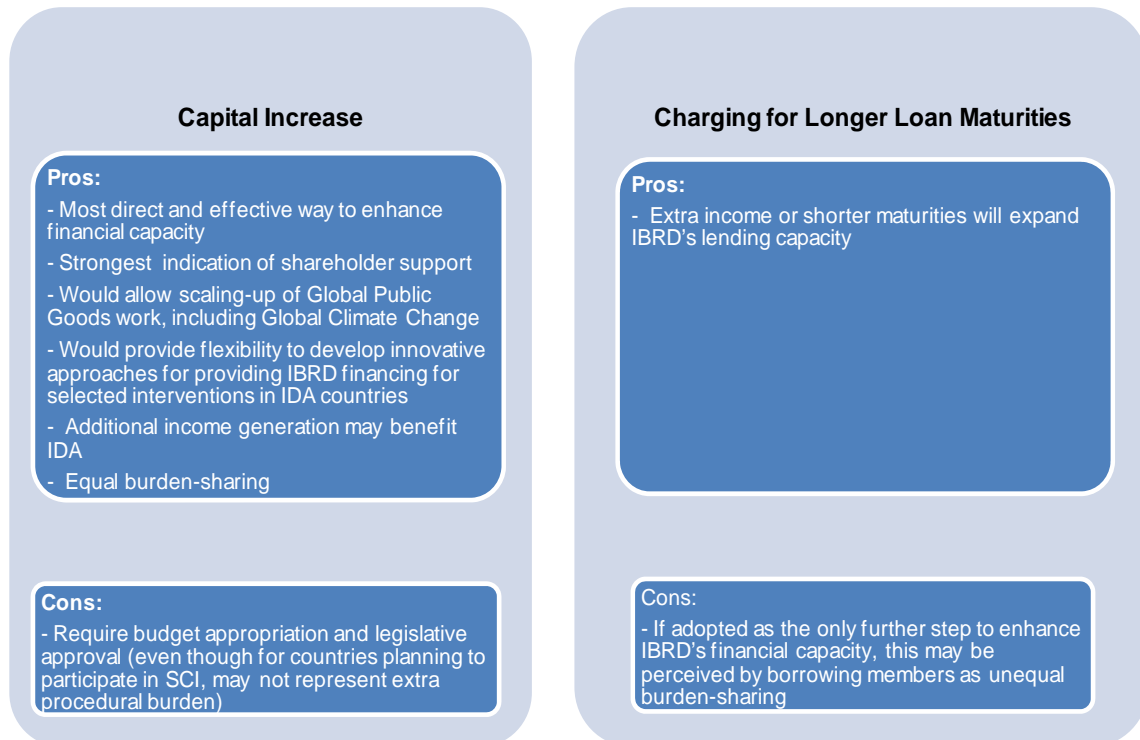 Capital Increase
Pros:
- Most direct and effective way to enhance
financial capacity
- Strongest indication of shareholder support
- Would allow scaling-up of Global Public
Goods work, including Global Climate Change
- Would provide flexibility to develop innovative
approaches for providing IBRD financing for
selected interventions in IDA countries
- Additional income generation may benefit
IDA
- Equal burden-sharing
Cons:
- Require budget appropriation and legislative
approval (even though for countries planning to
participate in SCI, may not represent extra
procedural burden)
Charging for Longer Loan Maturities
Pros:
- Extra income or shorter maturities will expand
IBRD's lending capacity
Cons:
- If adopted as the only further step to enhance
IBRD's financial capacity, this may be
perceived by borrowing members as unequal
burden-sharing